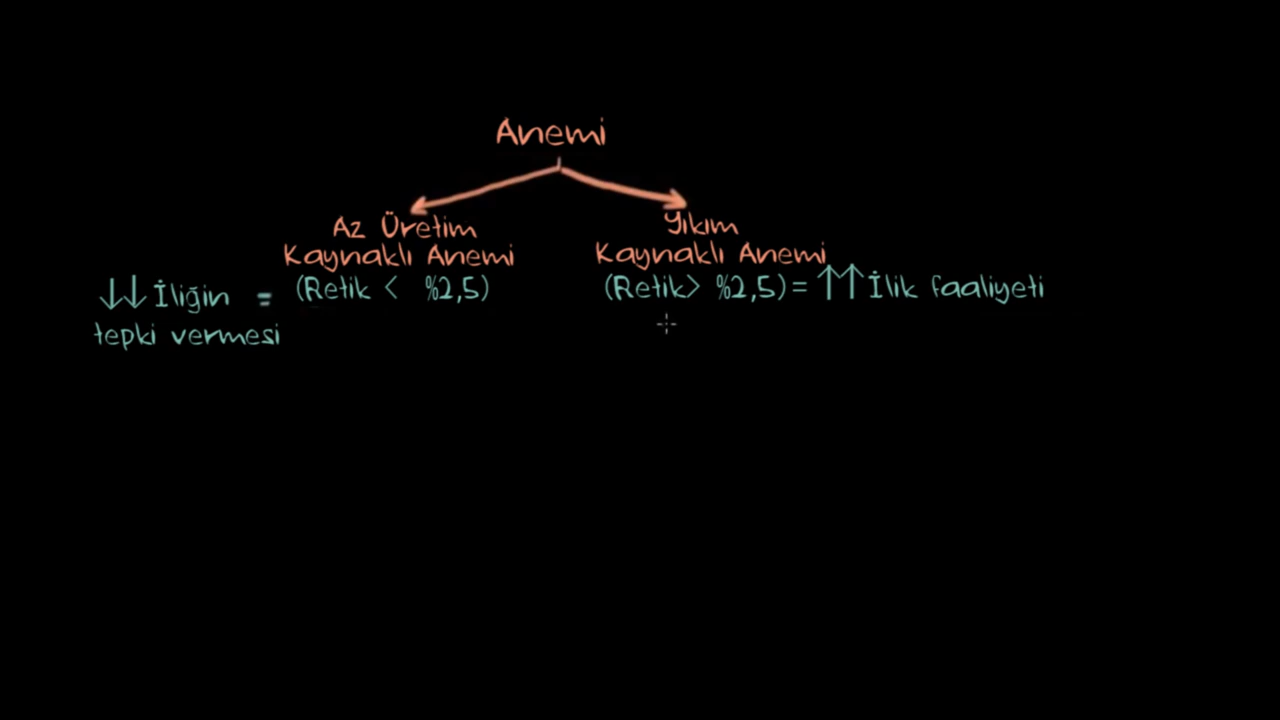 Anemi
Az Üretim
Kaynaklı Anemi
(Retik < %2,5)
↓↓ İliğin =
tepki vermesi
Yıkım
Kaynaklı Anemi
(Retik> %2,5) = ↑↑ İlik faaliyeti